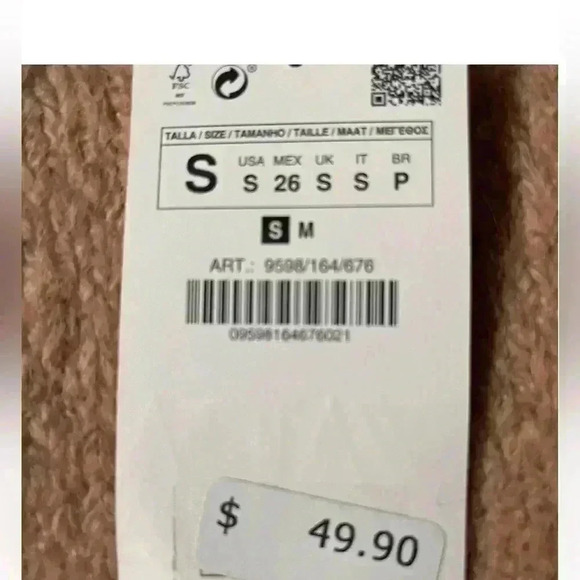 FSC
TALLA / SIZE / TAMANHO / TAILLE / MAAT / ΜΕΓΕΘΟΣ
USA MEX UK IT BR
S S 26 S S P
S M
ART.: 9598/164/676
09598164676021
$ 49.90